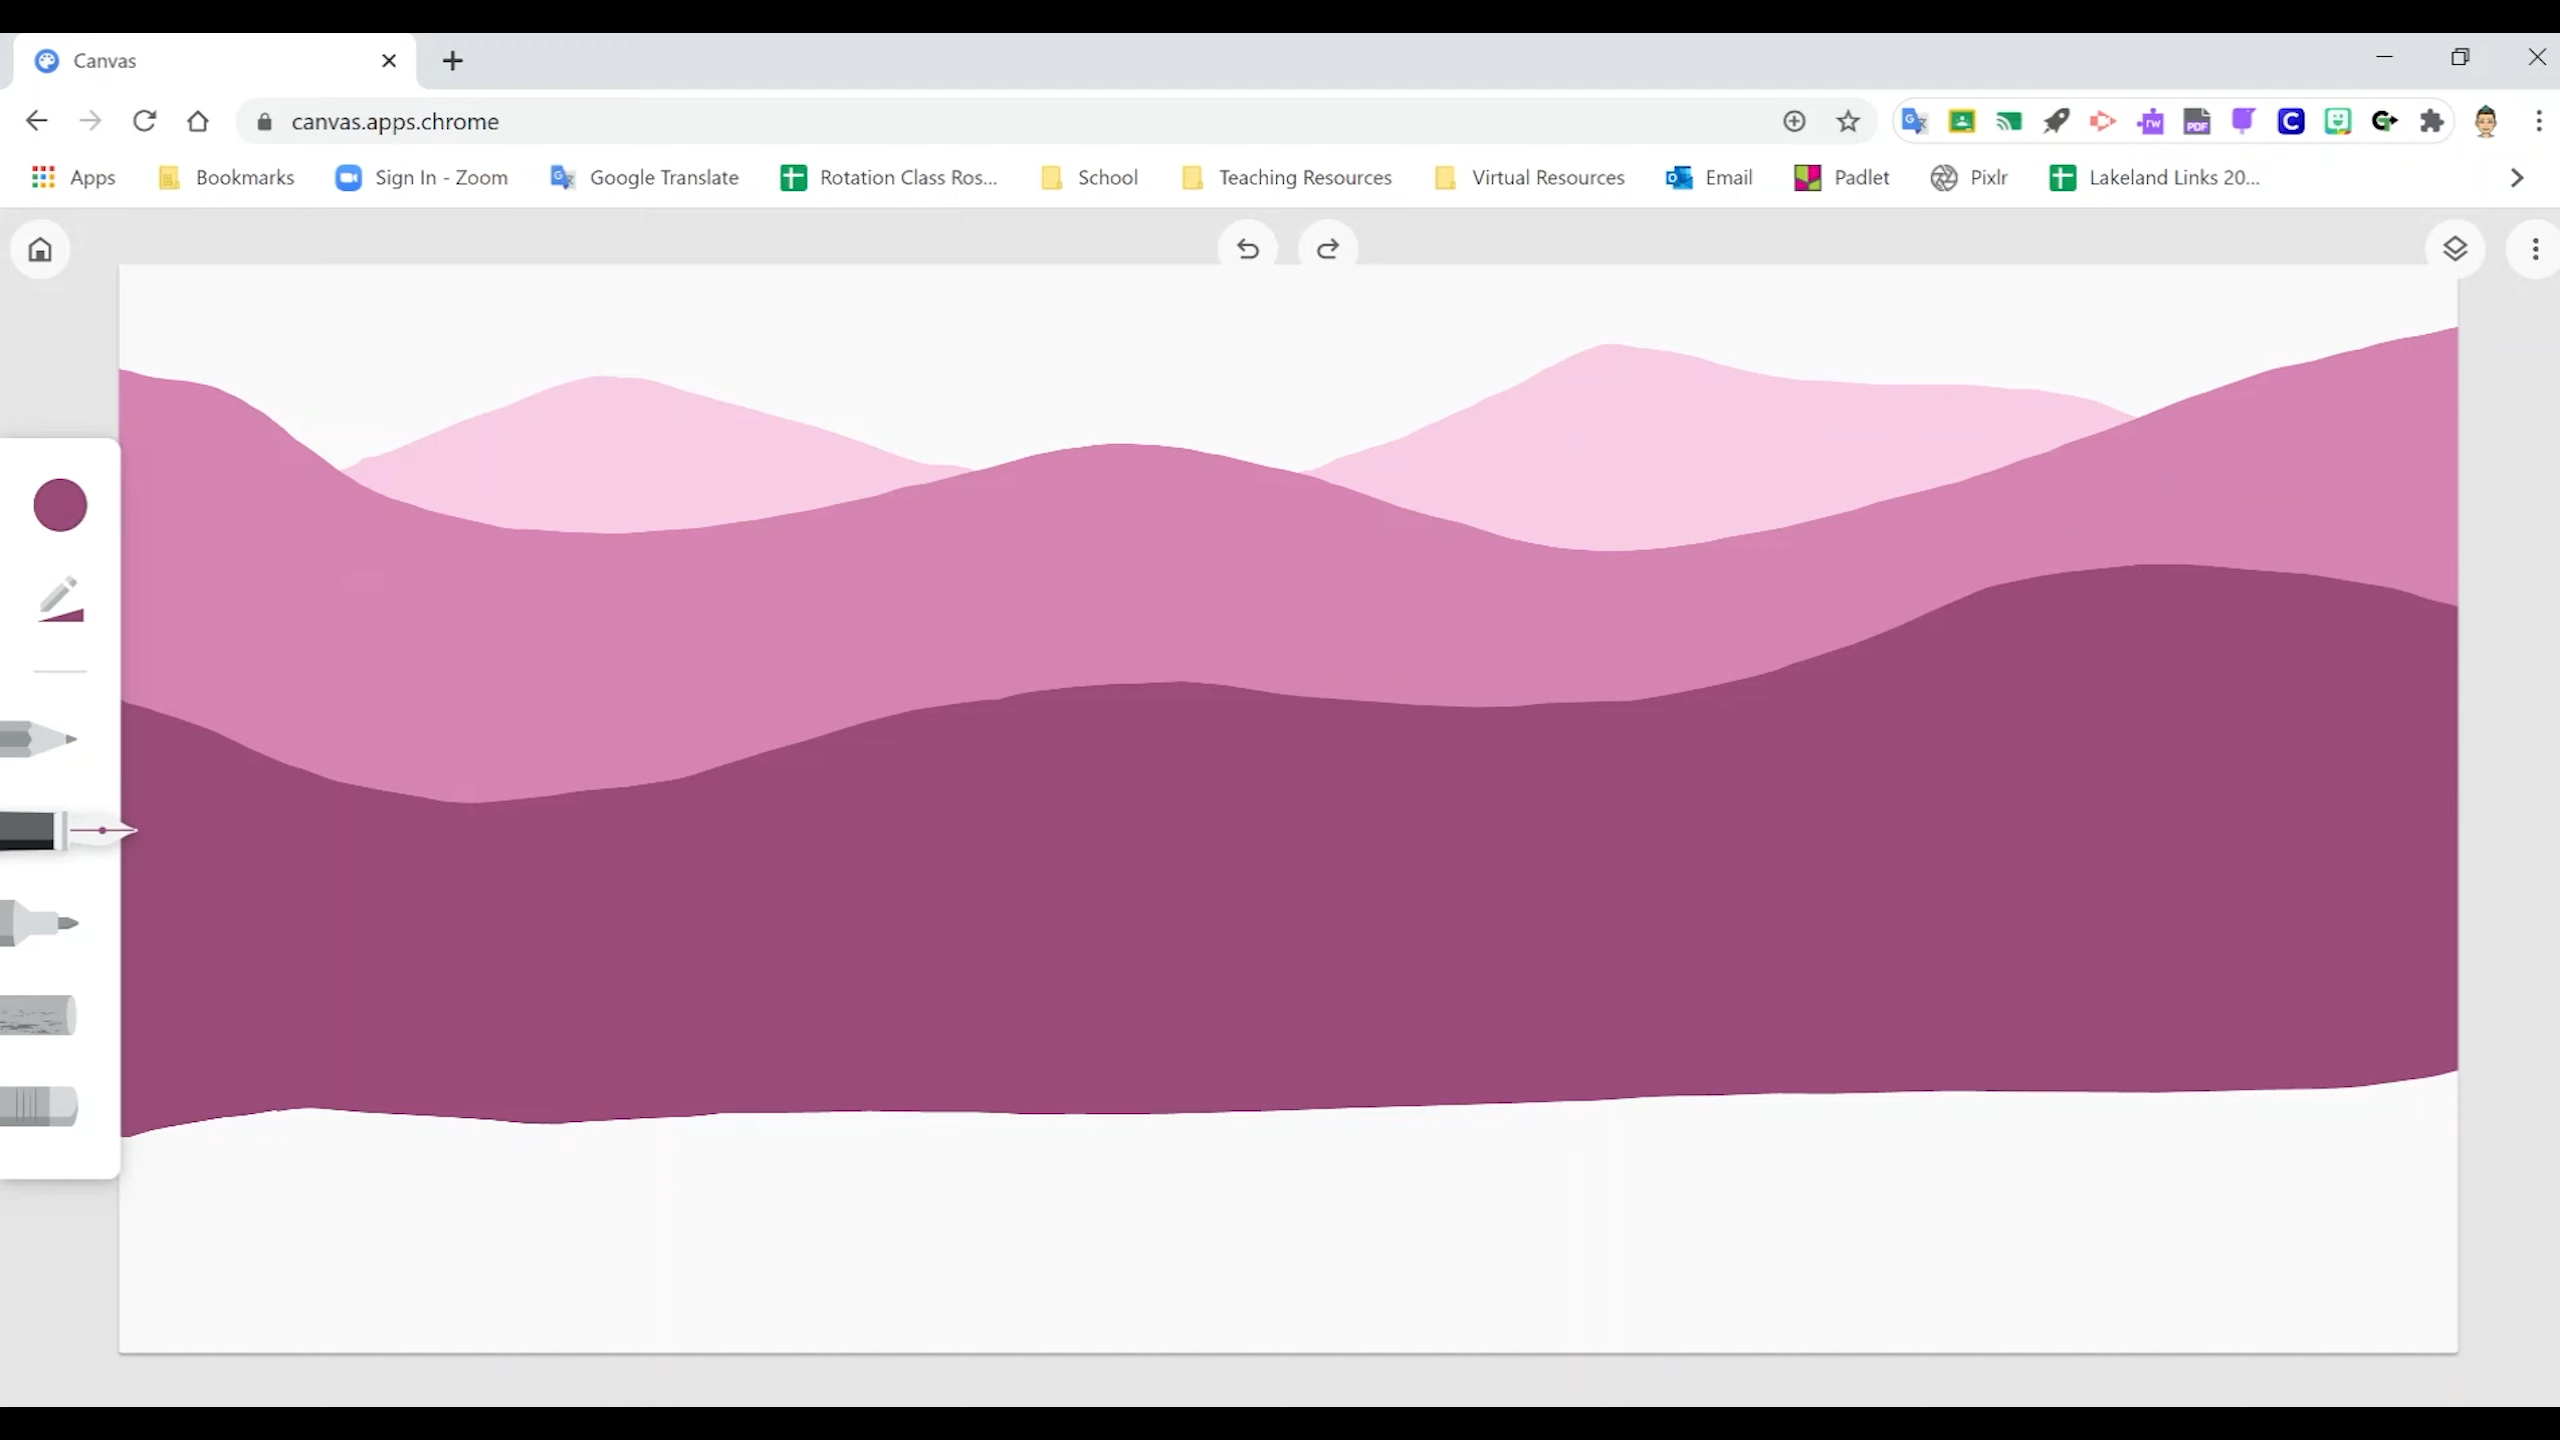 Canvas
canvas.apps.chrome
Apps Bookmarks Sign In - Zoom Google Translate Rotation Class Ros... School Teaching Resources Virtual Resources Email Padlet Pixlr Lakeland Links 20...